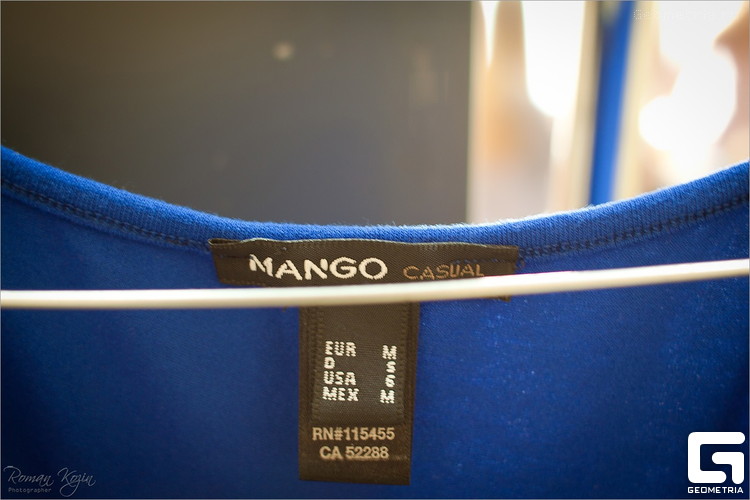 MANGO CASUAL
EUR M
D S
USA 6
MEX M
RN#115455
CA 52288
Roman Kozin
Photographer
GEOMETRIA